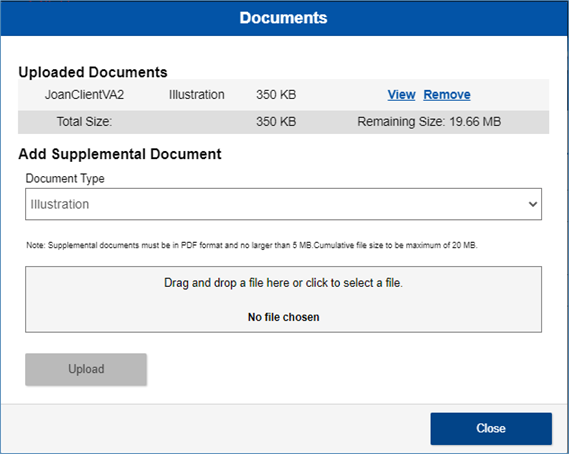 Documents
Uploaded Documents
JoanClientVA2 Illustration 350 KB View Remove
Total Size: 350 KB Remaining Size: 19.66 MB
Add Supplemental Document
Document Type
Illustration
Note: Supplemental documents must be in PDF format and no larger than 5 MB.Cumulative file size to be maximum of 20 MB.
Drag and drop a file here or click to select a file.
No file chosen
Upload
Close